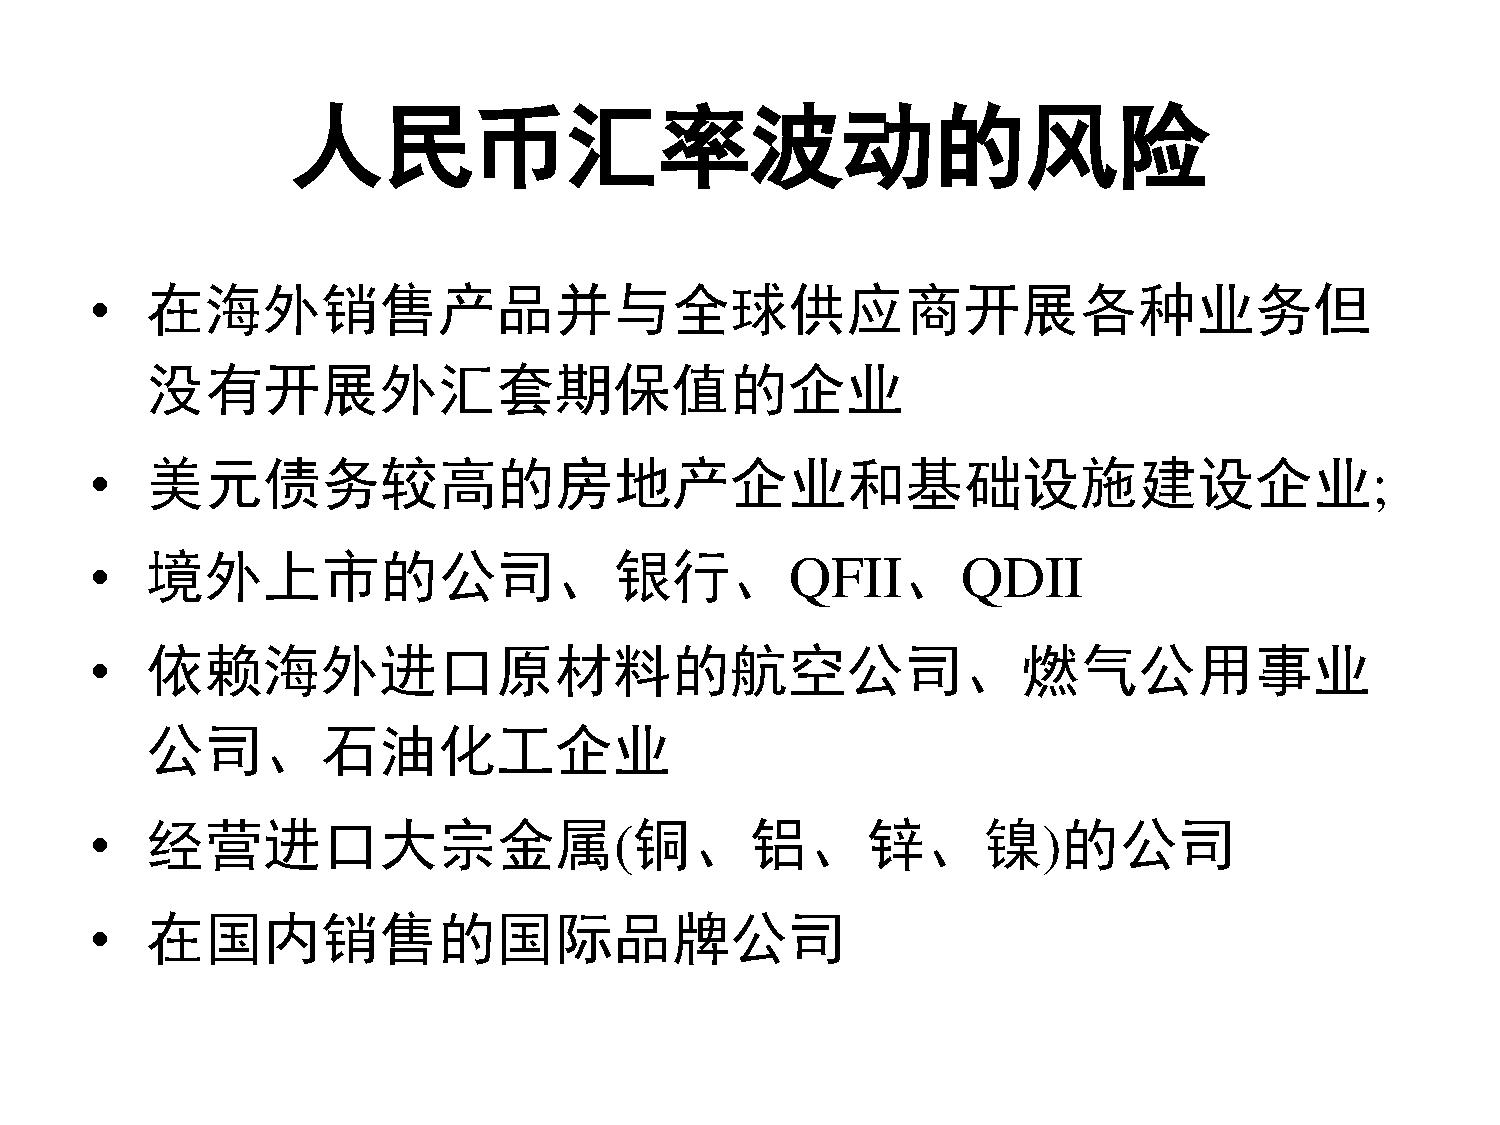 人民币汇率波动的风险
• 在海外销售产品并与全球供应商开展各种业务但
没有开展外汇套期保值的企业
• 美元债务较高的房地产企业和基础设施建设企业;
• 境外上市的公司、银行、QFII、QDII
• 依赖海外进口原材料的航空公司、燃气公用事业
公司、石油化工企业
• 经营进口大宗金属(铜、铝、锌、镍)的公司
• 在国内销售的国际品牌公司